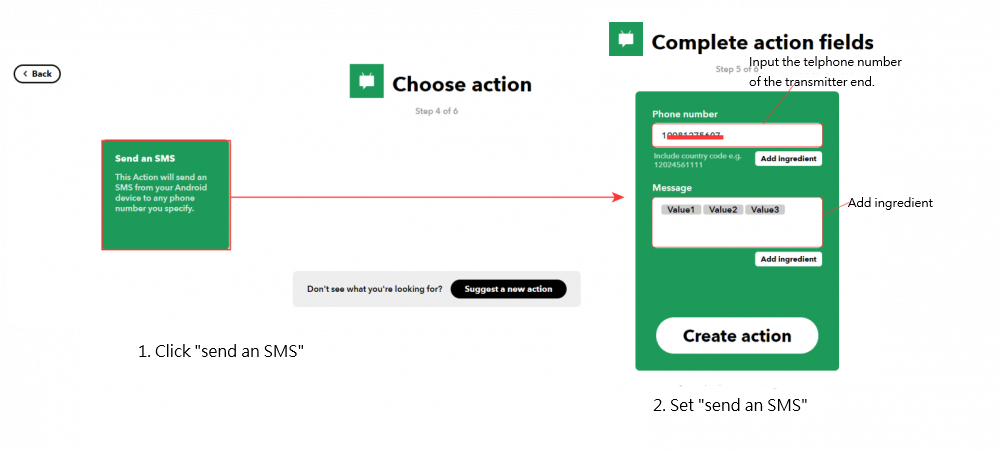 Back
Choose action
Step 4 of 6
Send an SMS
This Action will send an
SMS from your Android
device to any phone
number you specify.
Don't see what you're looking for?
Suggest a new action
1. Click "send an SMS"
Complete action fields
Step 5 of 6
Input the telphone number
of the transmitter end.
Phone number
Include country code e.g.
12024561111
Add ingredient
Message
Value1 Value2 Value3
Add ingredient
Add ingredient
Create action
2. Set "send an SMS"